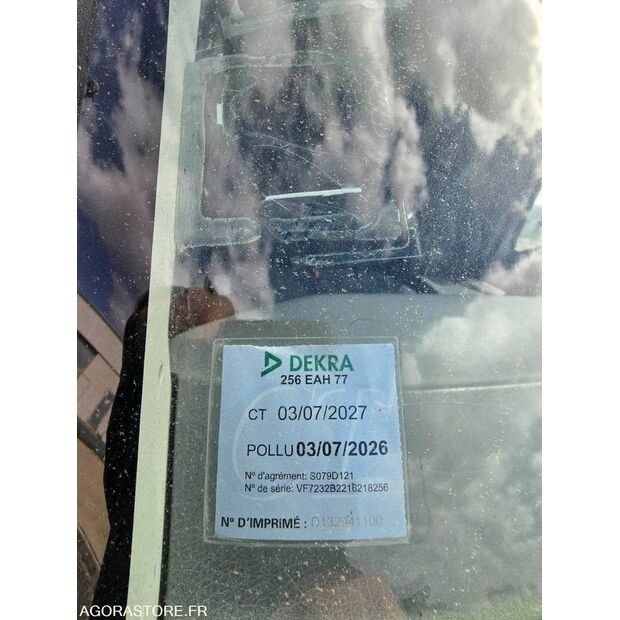 DEKRA
256 EAH 77
CT 03/07/2027
POLLU 03/07/2026
N° d'agrément: S079D121
N° de série: VF7232B2216218256
N° D'IMPRIMÉ : D132941100
AGORASTORE.FR